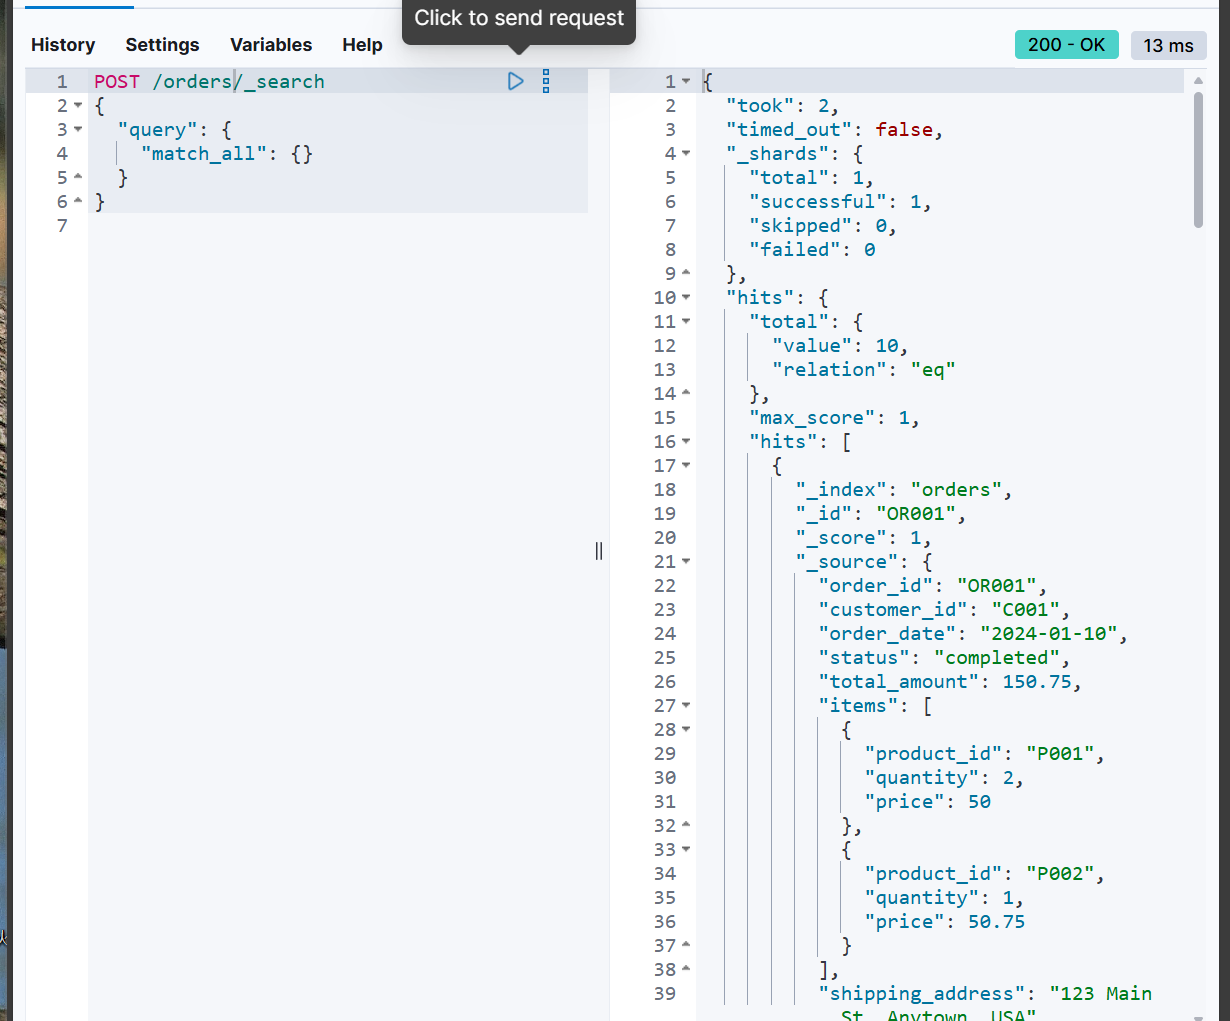 Click to send request
History Settings Variables Help 200 - OK 13 ms
1 POST /orders/_search
2 {
3 "query": {
4 "match_all": {}
5 }
6 }
7
1 {
2 "took": 2,
3 "timed_out": false,
4 "_shards": {
5 "total": 1,
6 "successful": 1,
7 "skipped": 0,
8 "failed": 0
9 },
10 "hits": {
11 "total": {
12 "value": 10,
13 "relation": "eq"
14 },
15 "max_score": 1,
16 "hits": [
17 {
18 "_index": "orders",
19 "_id": "OR001",
20 "_score": 1,
21 "_source": {
22 "order_id": "OR001",
23 "customer_id": "C001",
24 "order_date": "2024-01-10",
25 "status": "completed",
26 "total_amount": 150.75,
27 "items": [
28 {
29 "product_id": "P001",
30 "quantity": 2,
31 "price": 50
32 },
33 {
34 "product_id": "P002",
35 "quantity": 1,
36 "price": 50.75
37 }
38 ],
39 "shipping_address": "123 Main
St, Anytown, USA"